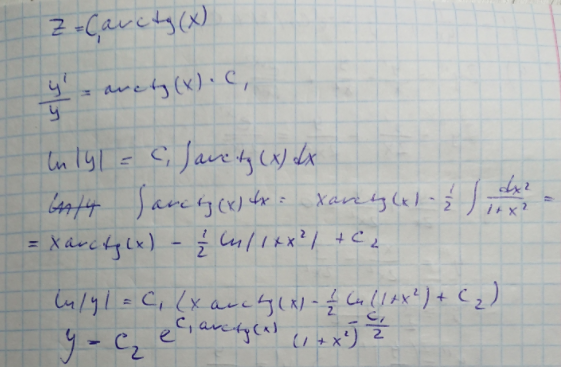 z = C₁ arctg(x)
y'/y = arctg(x) · C₁
ln|y| = C₁ ∫ arctg(x) dx
∫ arctg(x) dx = x arctg(x) - 1/2 ∫ dx²/(1+x²) =
= x arctg(x) - 1/2 ln|1+x²| + C₂
ln|y| = C₁ (x arctg(x) - 1/2 ln(1+x²) + C₂)
y = C₂ e^(C₁ arctg(x)) (1+x²)^(-C₁/2)